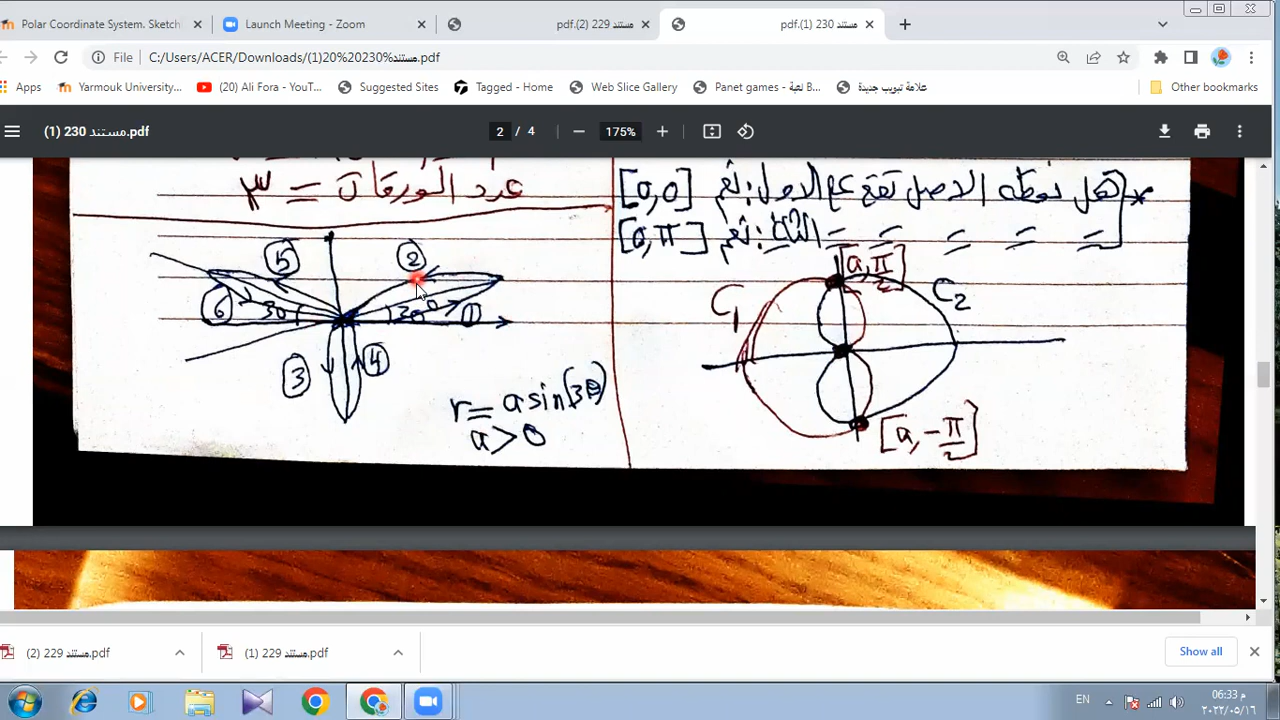 Polar Coordinate System. Sketch
Launch Meeting - Zoom
مستند 229 (2).pdf
مستند 230 (1).pdf
File
C:/Users/ACER/Downloads/(1)20%20230%مستند.pdf
Apps
Yarmouk University...
(20) Ali Fora - YouT...
Suggested Sites
Tagged - Home
Web Slice Gallery
Panet games - لعبة B...
علامة تبويب جديدة
Other bookmarks
(1) 230 مستند.pdf
2 / 4
175%
عدد الورقات = ٣
* هل نقطة الاصل تقع على الاول: نعم [0,0]
= = = = الثاني: نعم [0,π]
5
2
6
30
30°
1
3
4
r = a sin(3θ)
a > 0
[a, π/2]
C1
C2
[a, -π/2]
(2) 229 مستند.pdf
(1) 229 مستند.pdf
Show all
EN
06:33 م
٢٠٢٢/٠٥/١٦